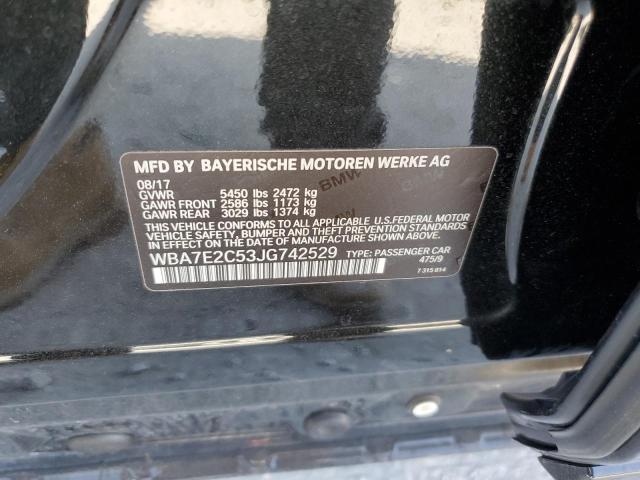 MFD BY BAYERISCHE MOTOREN WERKE AG
08/17
GVWR 5450 lbs 2472 kg
GAWR FRONT 2586 lbs 1173 kg
GAWR REAR 3029 lbs 1374 kg
THIS VEHICLE CONFORMS TO ALL APPLICABLE U.S.FEDERAL MOTOR
VEHICLE SAFETY, BUMPER, AND THEFT PREVENTION STANDARDS
IN EFFECT ON THE DATE OF MANUFACTURE SHOWN ABOVE.
WBA7E2C53JG742529 TYPE: PASSENGER CAR
475/9
7 315 814
BMW
BMW